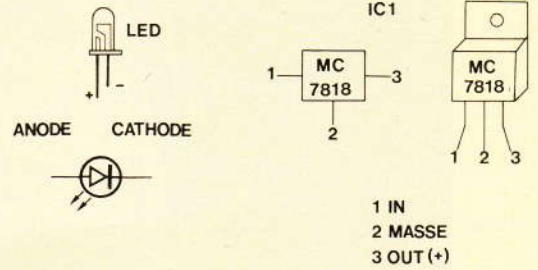 LED
+ -
ANODE CATHODE
IC1
1 MC 7818 3
2
MC
7818
1 2 3
1 IN
2 MASSE
3 OUT (+)